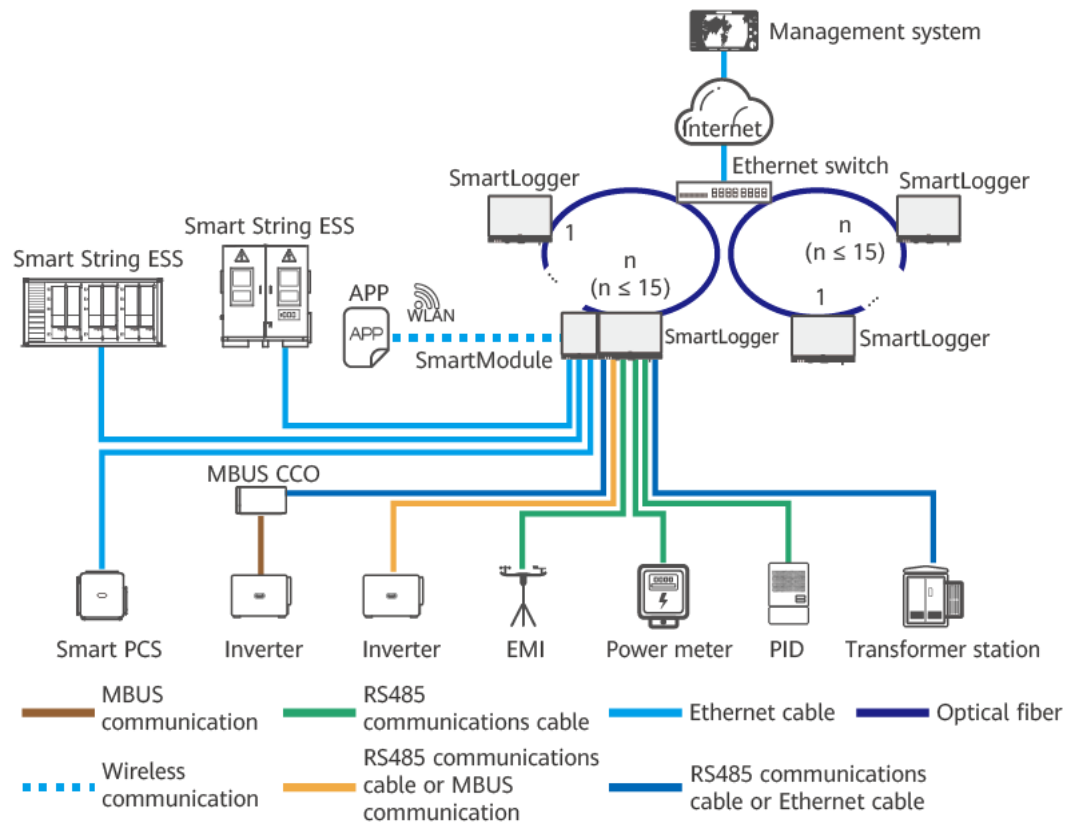 Management system
Internet
Ethernet switch
SmartLogger
SmartLogger
Smart String ESS
1
n
(n ≤ 15)
n
(n ≤ 15)
Smart String ESS
APP
WLAN
1
APP
SmartModule
SmartLogger
SmartLogger
MBUS CCO
Smart PCS
Inverter
Inverter
EMI
Power meter
PID
Transformer station
MBUS
communication
RS485
communications cable
Ethernet cable
Optical fiber
Wireless
communication
RS485 communications
cable or MBUS
communication
RS485 communications
cable or Ethernet cable